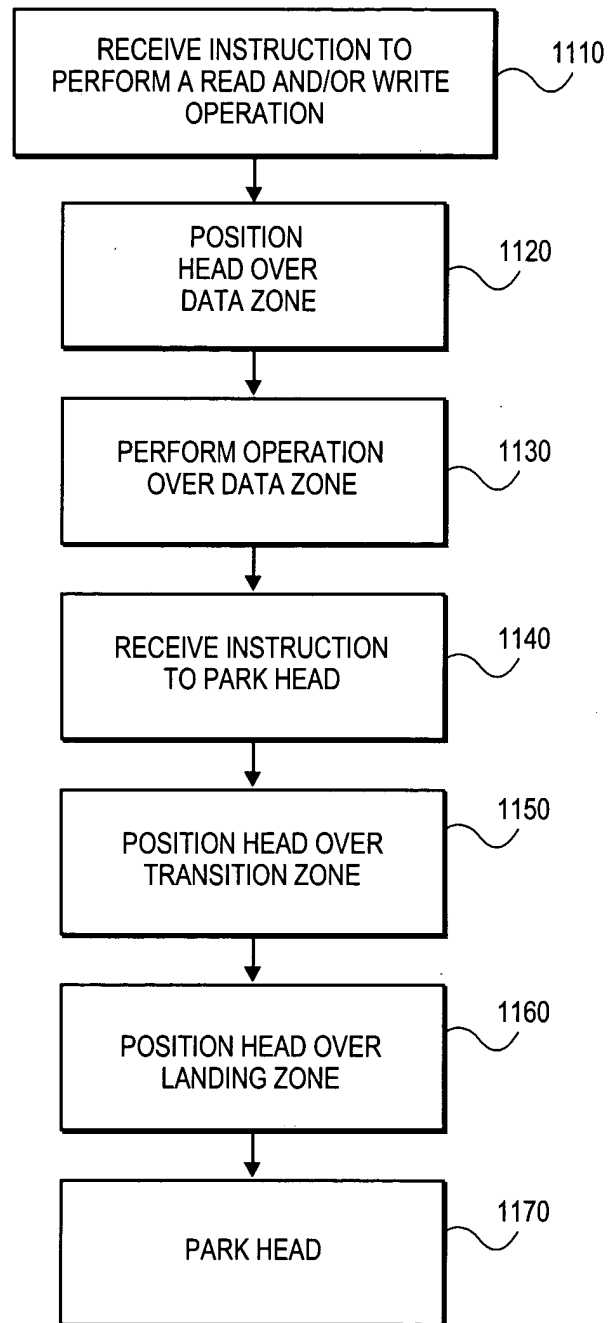 RECEIVE INSTRUCTION TO
PERFORM A READ AND/OR WRITE
OPERATION
1110
POSITION
HEAD OVER
DATA ZONE
1120
PERFORM OPERATION
OVER DATA ZONE
1130
RECEIVE INSTRUCTION
TO PARK HEAD
1140
POSITION HEAD OVER
TRANSITION ZONE
1150
POSITION HEAD OVER
LANDING ZONE
1160
PARK HEAD
1170